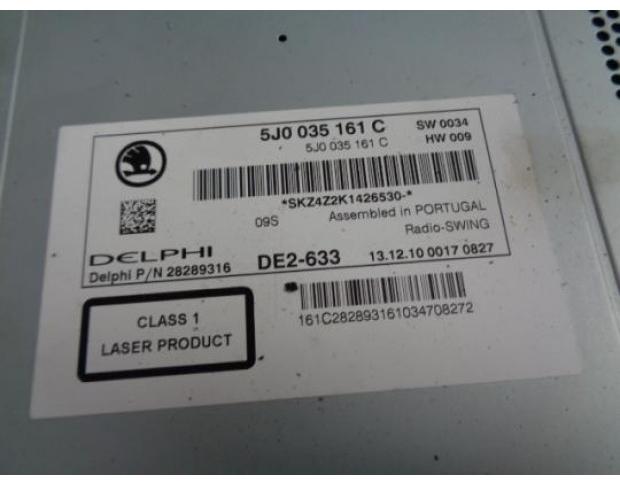 5J0 035 161 C SW 0034
5J0 035 161 C HW 009
*SKZ4Z2K1426530-*
09S Assembled in PORTUGAL
Radio-SWING
DELPHI
Delphi P/N 28289316 DE2-633 13.12.10 0017 0827
CLASS 1
LASER PRODUCT
161C282893161034708272